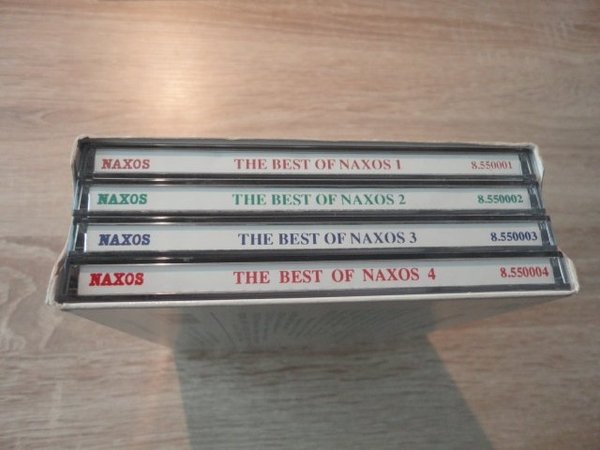 NAXOS THE BEST OF NAXOS 1 8.550001
NAXOS THE BEST OF NAXOS 2 8.550002
NAXOS THE BEST OF NAXOS 3 8.550003
NAXOS THE BEST OF NAXOS 4 8.550004